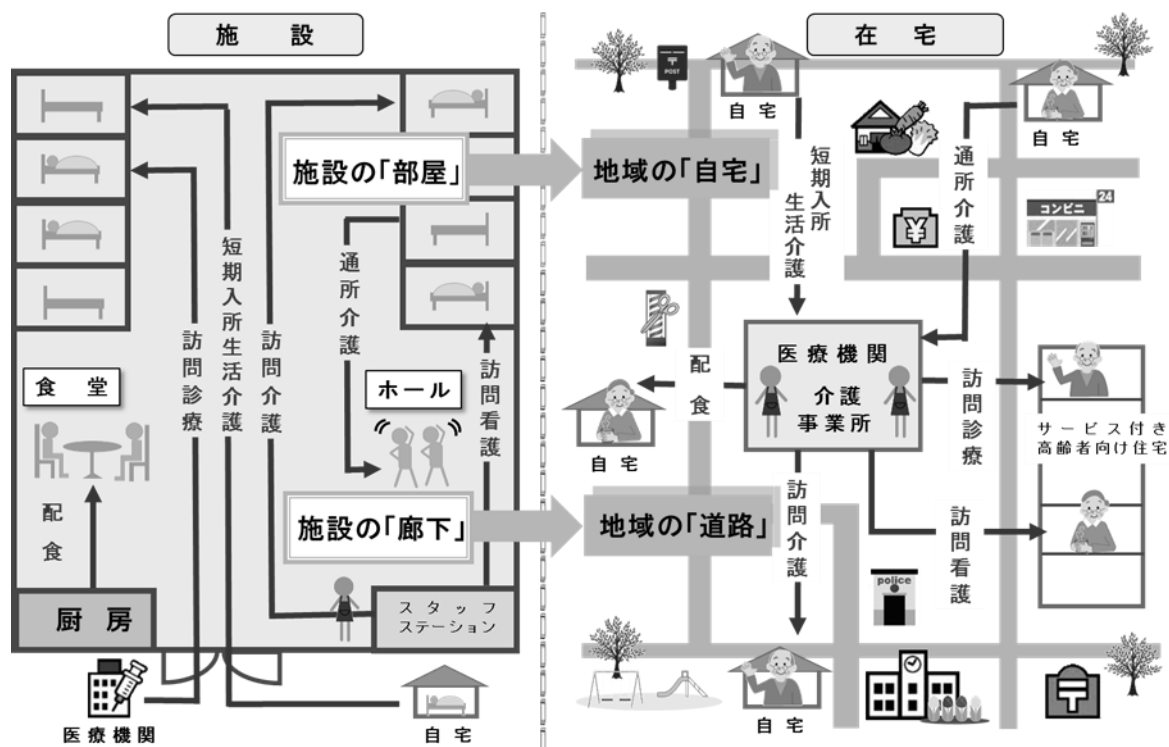 施設
在宅
施設の「部屋」
訪問診療
短期入所生活介護
訪問介護
通所介護
訪問看護
食堂
ホール
配食
施設の「廊下」
厨房
スタッフ
ステーション
医療機関
自宅
POST
自宅
自宅
地域の「自宅」
短期入所
生活介護
通所介護
¥
コンビニ
24
医療機関
介護
事業所
配食
自宅
訪問診療
サービス付き
高齢者向け住宅
地域の「道路」
訪問介護
訪問看護
police
自宅